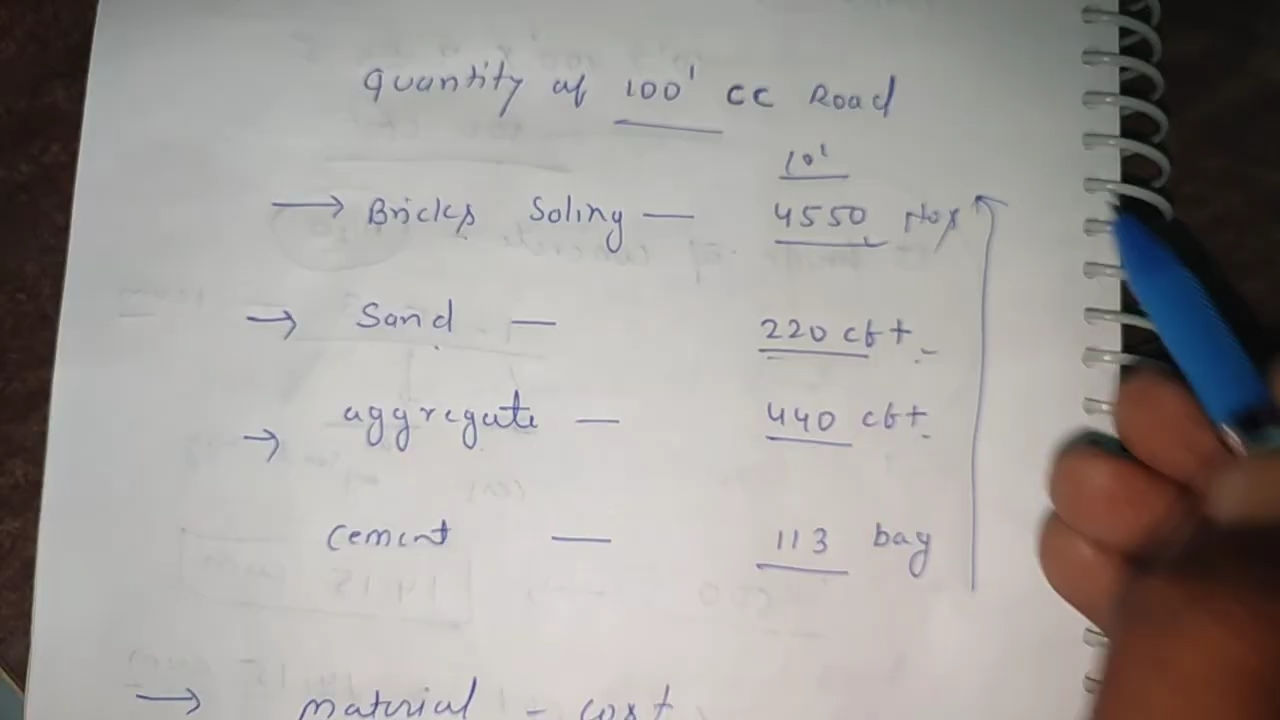 Quantity of 100' CC Road
10'
→ Bricks Soling — 4550 Nos
→ Sand — 220 cft.
→ aggregate — 440 cft.
cement — 113 bag
→ material - cost